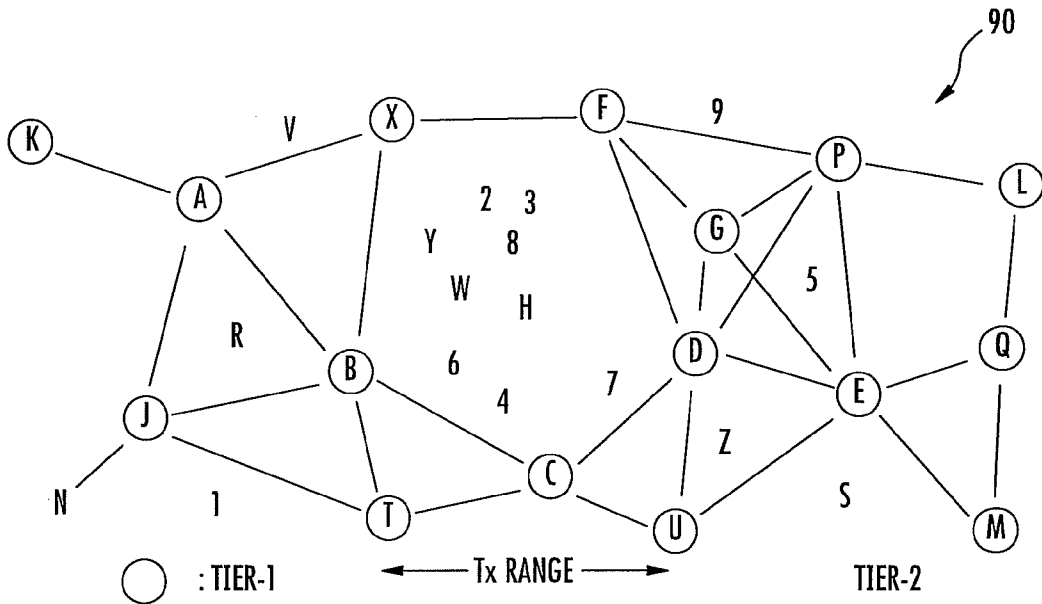 90
V
X
F
9
K
P
L
A
2
3
G
Y
8
5
W
H
R
D
Q
B
6
7
E
4
J
Z
C
N
1
T
U
S
M
: TIER-1
Tx RANGE
TIER-2